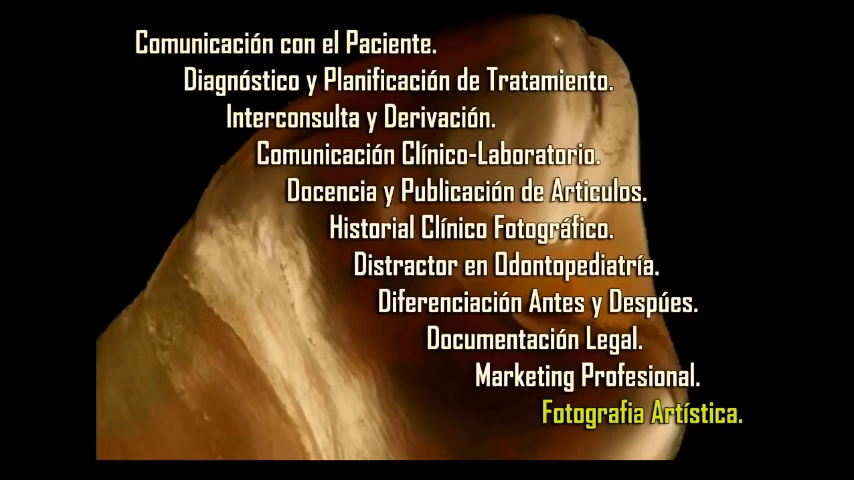 Comunicación con el Paciente.
Diagnóstico y Planificación de Tratamiento.
Interconsulta y Derivación.
Comunicación Clínico-Laboratorio.
Docencia y Publicación de Articulos.
Historial Clínico Fotográfico.
Distractor en Odontopediatría.
Diferenciación Antes y Despúes.
Documentación Legal.
Marketing Profesional.
Fotografia Artística.